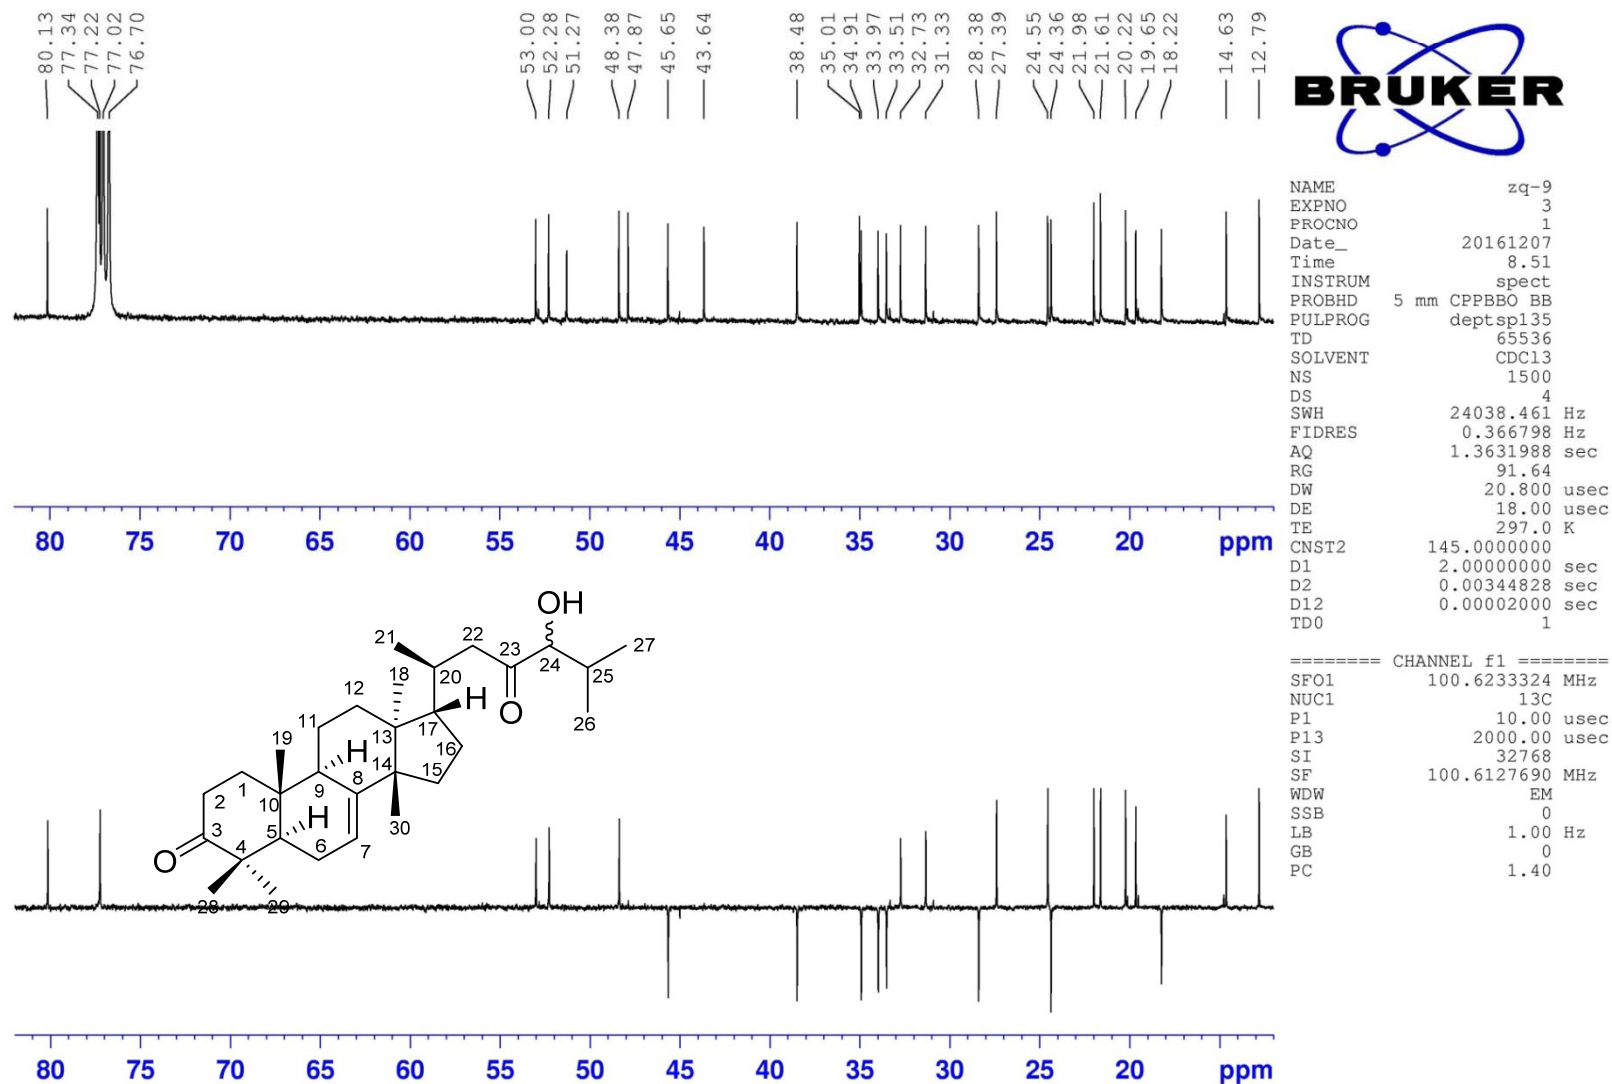 80.13
77.34
77.22
77.02
76.70
53.00
52.28
51.27
48.38
47.87
45.65
43.64
38.48
35.01
34.91
33.97
33.51
32.73
31.33
28.38
27.39
24.55
24.36
21.98
21.61
20.22
19.65
18.22
14.63
12.79
BRUKER
80 75 70 65 60 55 50 45 40 35 30 25 20 ppm
NAME zq-9
EXPNO 3
PROCNO 1
Date_ 20161207
Time 8.51
INSTRUM spect
PROBHD 5 mm CPPBBO BB
PULPROG deptsp135
TD 65536
SOLVENT CDCl3
NS 1500
DS 4
SWH 24038.461 Hz
FIDRES 0.366798 Hz
AQ 1.3631988 sec
RG 91.64
DW 20.800 usec
DE 18.00 usec
TE 297.0 K
CNST2 145.0000000
D1 2.00000000 sec
D2 0.00344828 sec
D12 0.00002000 sec
TD0 1
======== CHANNEL f1 ========
SFO1 100.6233324 MHz
NUC1 13C
P1 10.00 usec
P13 2000.00 usec
SI 32768
SF 100.6127690 MHz
WDW EM
SSB 0
LB 1.00 Hz
GB 0
PC 1.40
OH
21 22 23 24 27
18 20 25
12 H O 26
11 17
19 H 13 16
1 9 8 14 15
2 10
3 5 H 30
O 4 6 7
28 29
80 75 70 65 60 55 50 45 40 35 30 25 20 ppm